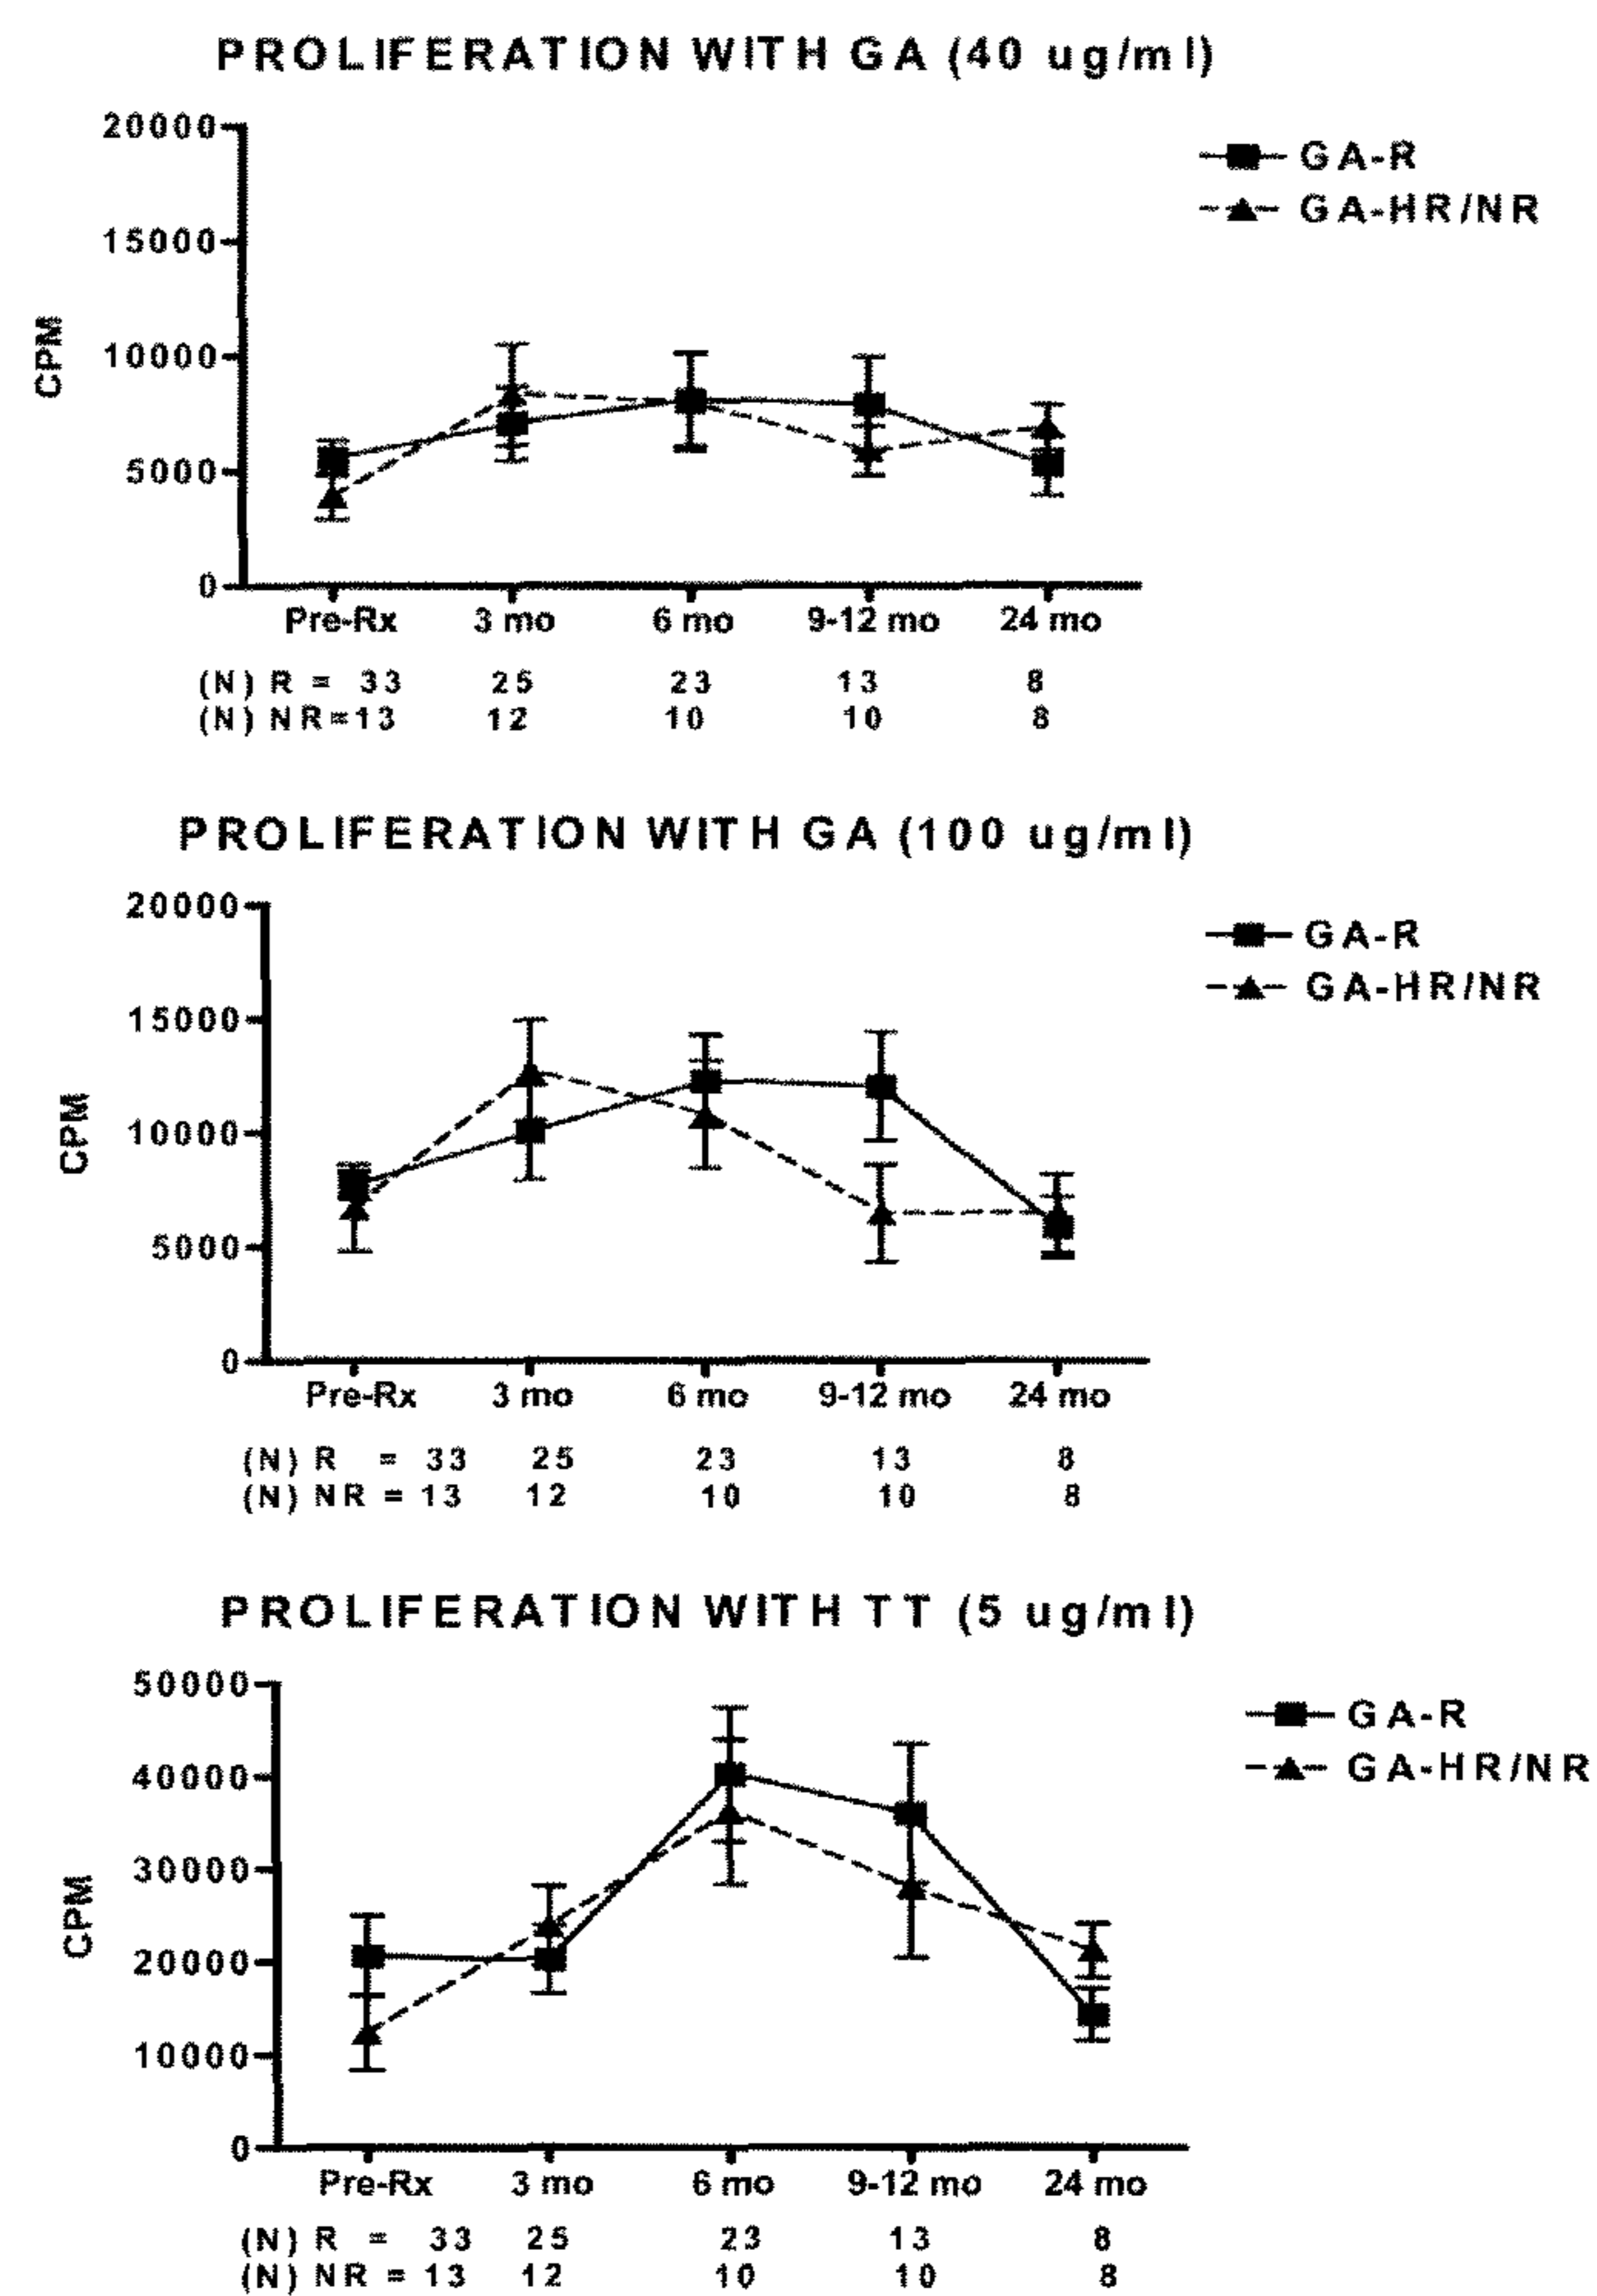 PROLIFERATION WITH GA (40 ug/ml)
20000
15000
10000
5000
0
CPM
GA-R
GA-HR/NR
Pre-Rx 3 mo 6 mo 9-12 mo 24 mo
(N) R = 33 25 23 13 8
(N) NR=13 12 10 10 8
PROLIFERATION WITH GA (100 ug/ml)
20000
15000
10000
5000
0
CPM
GA-R
GA-HR/NR
Pre-Rx 3 mo 6 mo 9-12 mo 24 mo
(N) R = 33 25 23 13 8
(N) NR = 13 12 10 10 8
PROLIFERATION WITH TT (5 ug/ml)
50000
40000
30000
20000
10000
0
CPM
GA-R
GA-HR/NR
Pre-Rx 3 mo 6 mo 9-12 mo 24 mo
(N) R = 33 25 23 13 8
(N) NR = 13 12 10 10 8